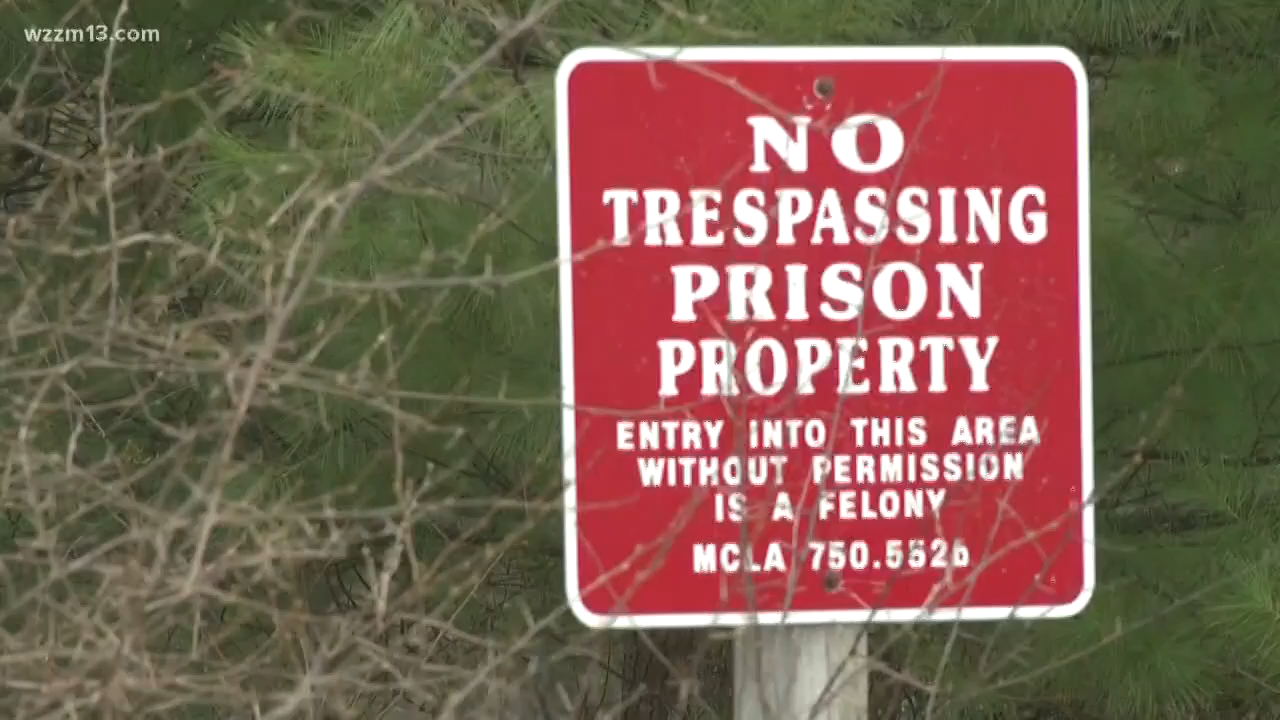 wzzm13.com
NO
TRESPASSING
PRISON
PROPERTY
ENTRY INTO THIS AREA
WITHOUT PERMISSION
IS A FELONY
MCLA 750.552b